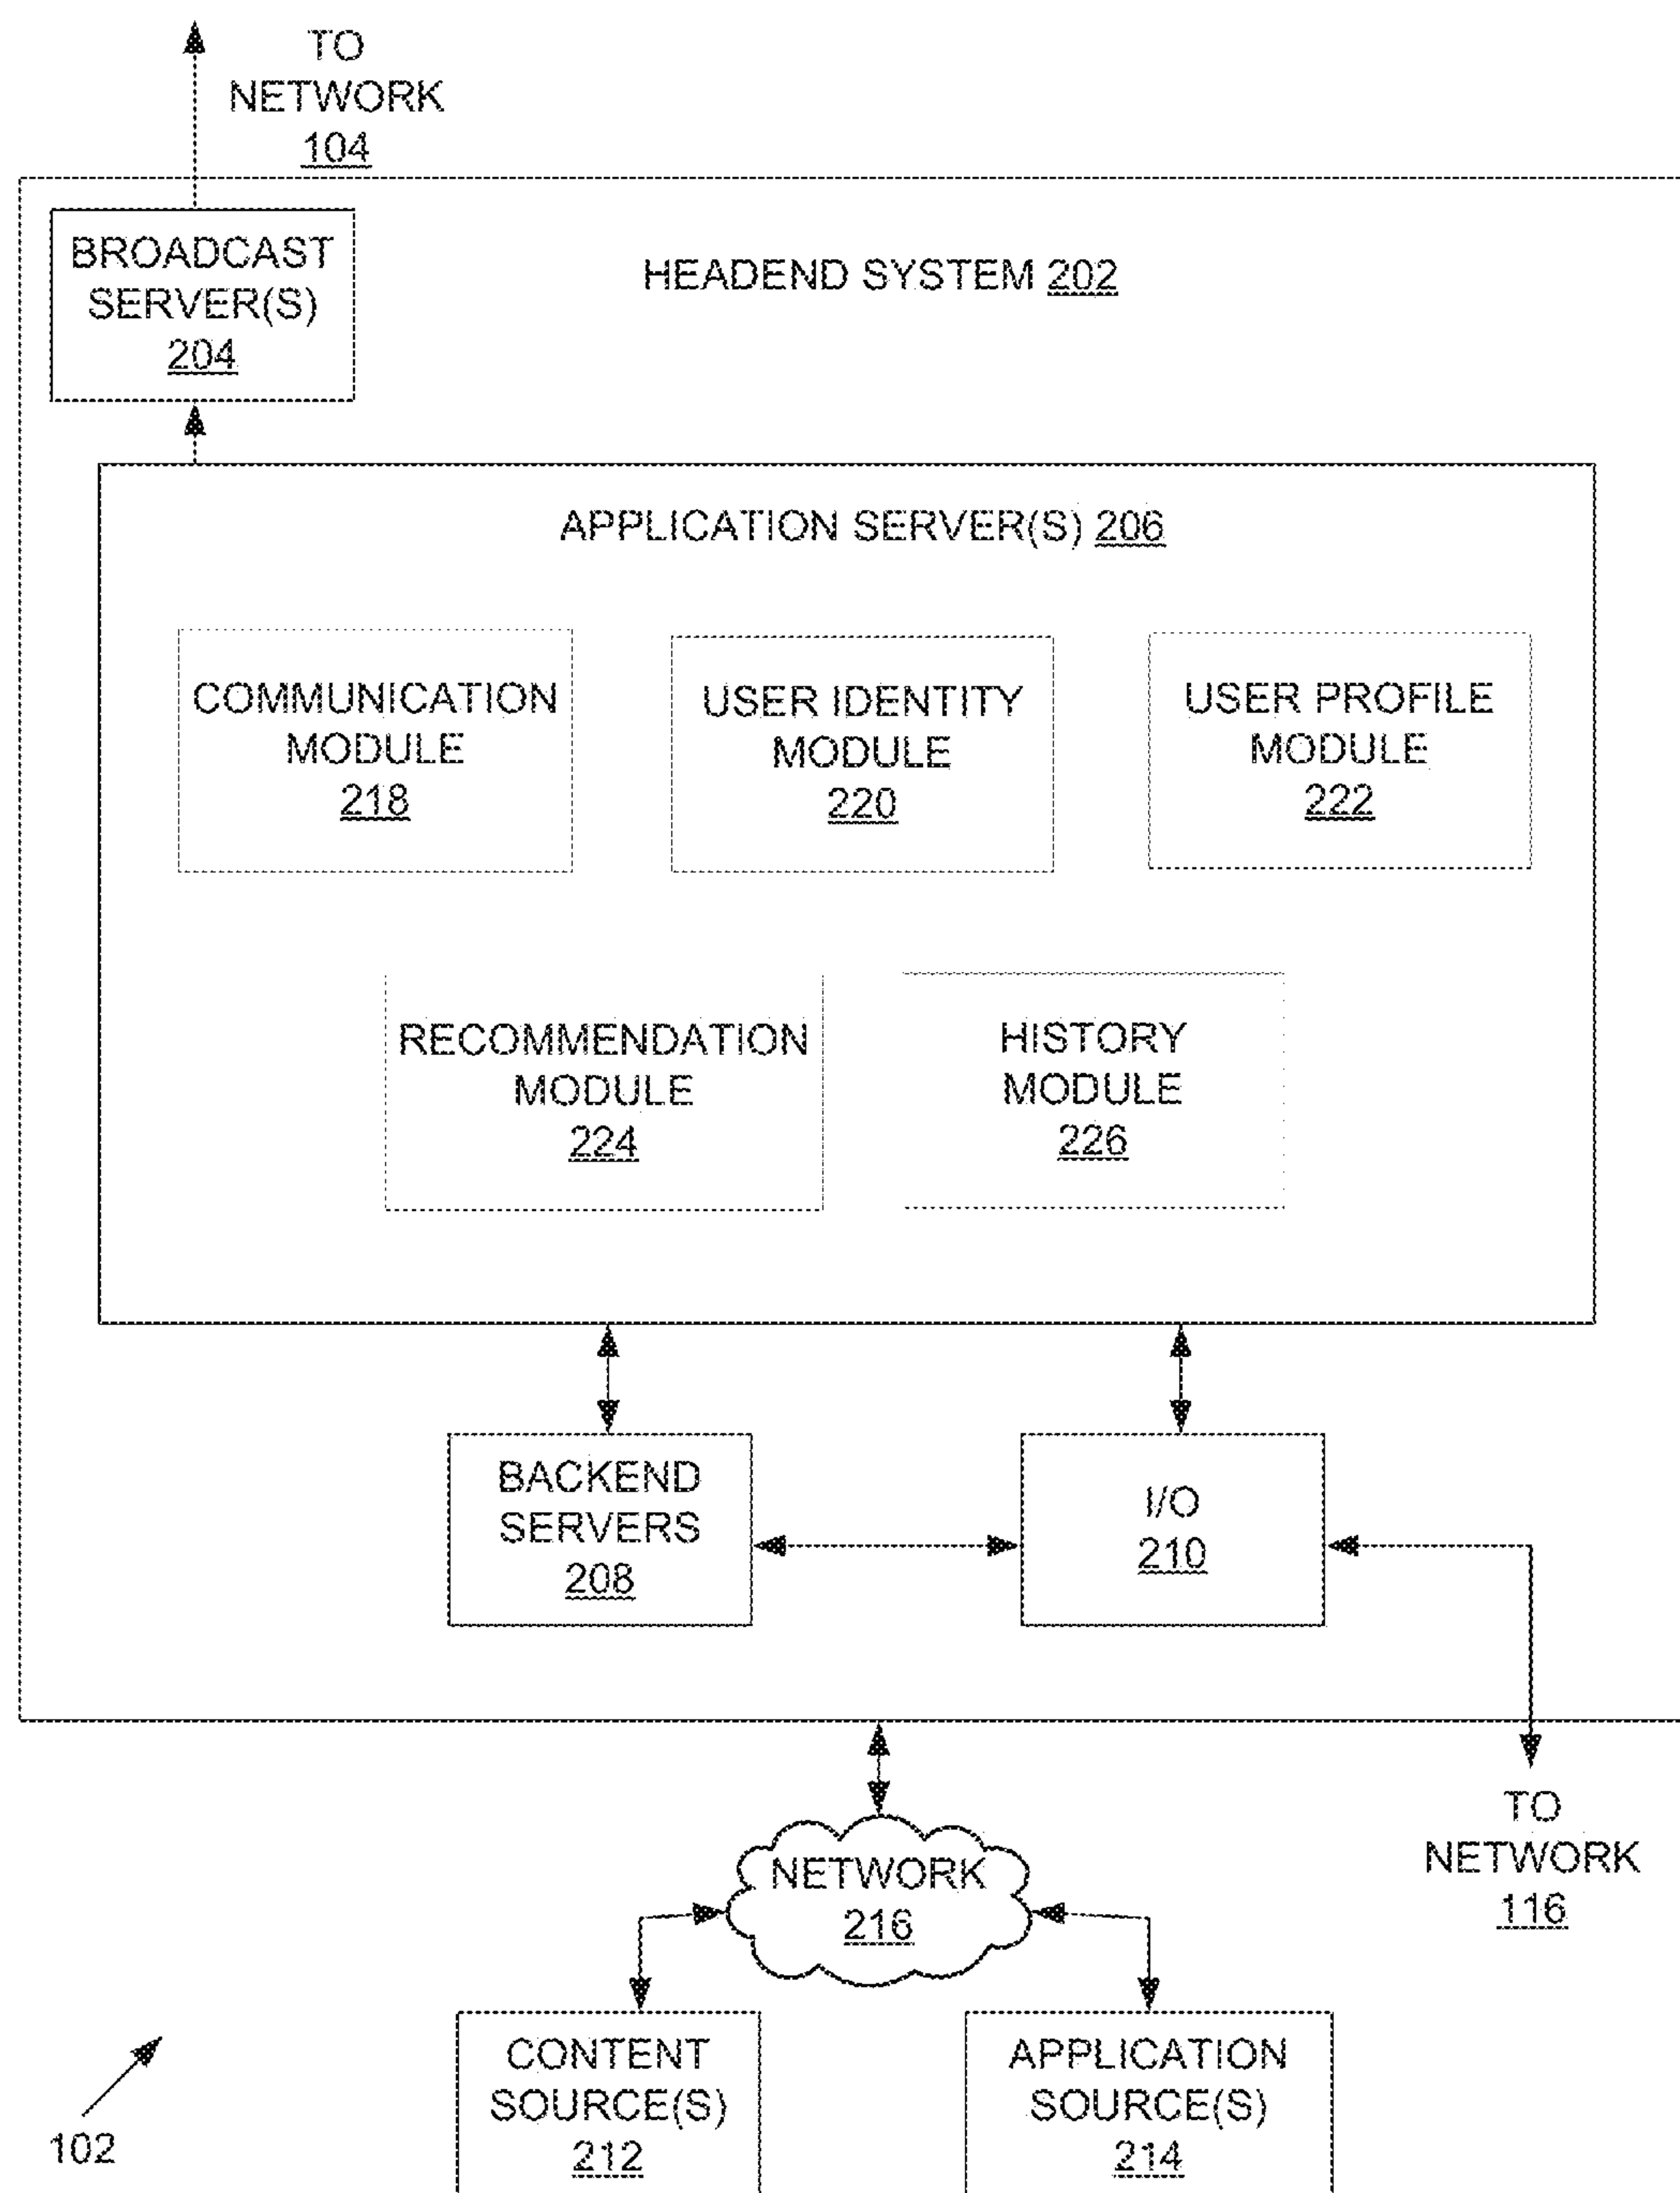 TO
NETWORK
104
BROADCAST
SERVER(S)
204
HEADEND SYSTEM 202
APPLICATION SERVER(S) 206
COMMUNICATION
MODULE
218
USER IDENTITY
MODULE
220
USER PROFILE
MODULE
222
RECOMMENDATION
MODULE
224
HISTORY
MODULE
226
BACKEND
SERVERS
208
I/O
210
TO
NETWORK
116
NETWORK
216
CONTENT
SOURCE(S)
212
APPLICATION
SOURCE(S)
214
102